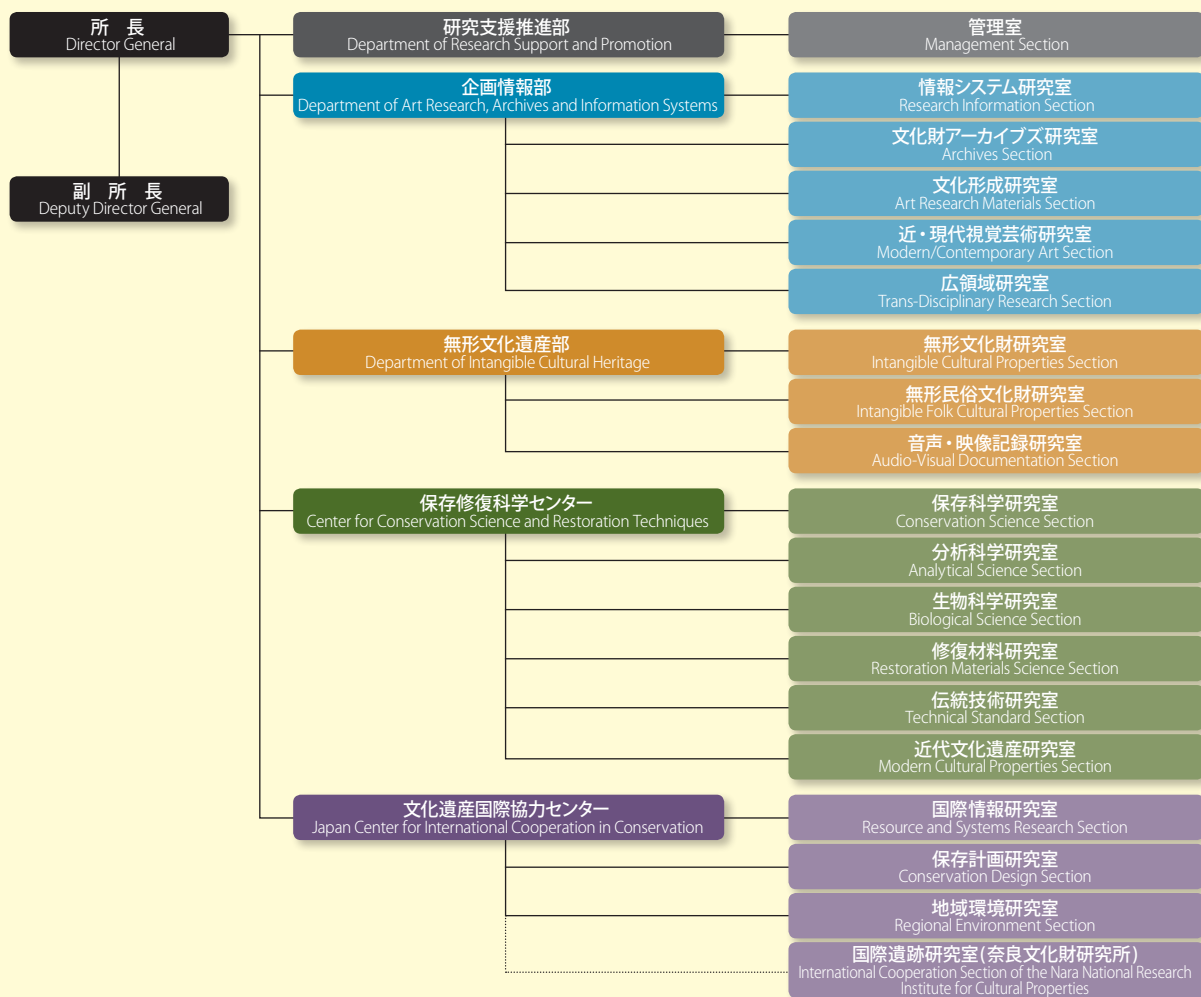 所 長
Director General
副 所 長
Deputy Director General
研究支援推進部
Department of Research Support and Promotion
管理室
Management Section
企画情報部
Department of Art Research, Archives and Information Systems
情報システム研究室
Research Information Section
文化財アーカイブズ研究室
Archives Section
文化形成研究室
Art Research Materials Section
近・現代視覚芸術研究室
Modern/Contemporary Art Section
広領域研究室
Trans-Disciplinary Research Section
無形文化遺産部
Department of Intangible Cultural Heritage
無形文化財研究室
Intangible Cultural Properties Section
無形民俗文化財研究室
Intangible Folk Cultural Properties Section
音声・映像記録研究室
Audio-Visual Documentation Section
保存修復科学センター
Center for Conservation Science and Restoration Techniques
保存科学研究室
Conservation Science Section
分析科学研究室
Analytical Science Section
生物科学研究室
Biological Science Section
修復材料研究室
Restoration Materials Science Section
伝統技術研究室
Technical Standard Section
近代文化遺産研究室
Modern Cultural Properties Section
文化遺産国際協力センター
Japan Center for International Cooperation in Conservation
国際情報研究室
Resource and Systems Research Section
保存計画研究室
Conservation Design Section
地域環境研究室
Regional Environment Section
国際遺跡研究室(奈良文化財研究所)
International Cooperation Section of the Nara National Research
Institute for Cultural Properties